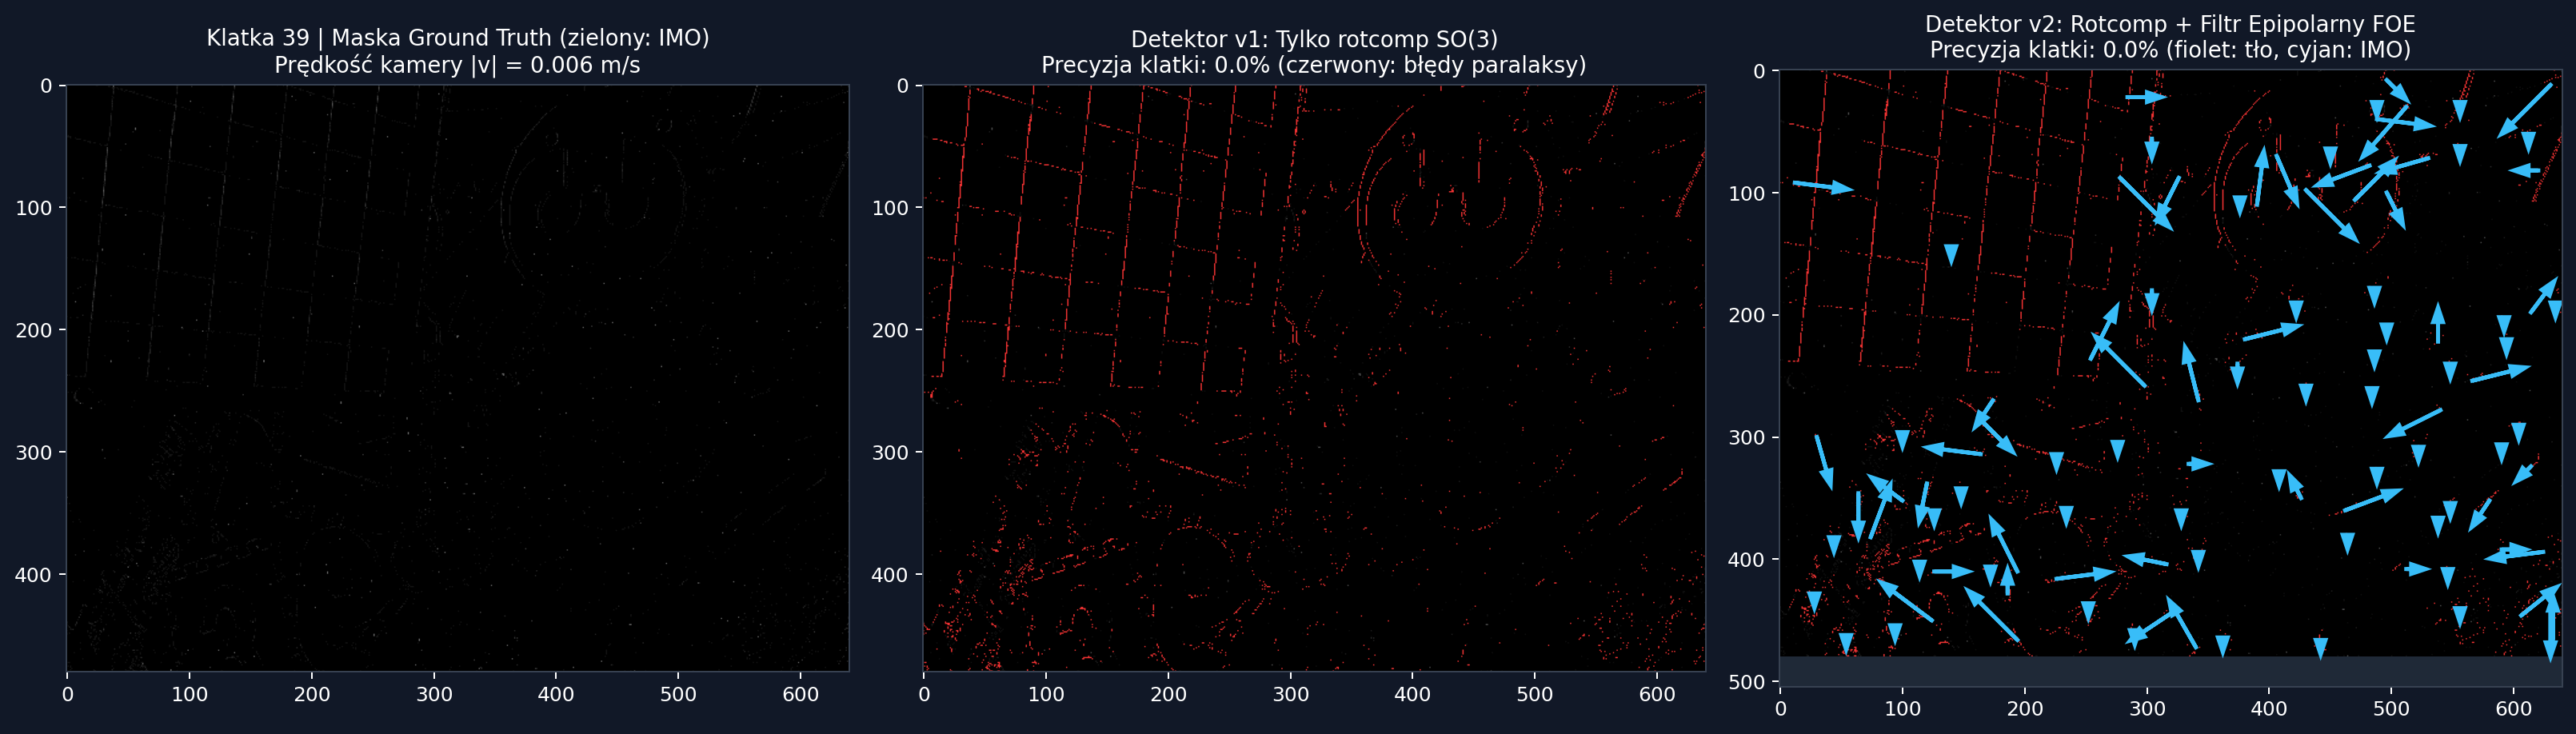 Klatka 39 | Maska Ground Truth (zielony: IMO)
Prędkość kamery |v| = 0.006 m/s
0
100
200
300
400
0 100 200 300 400 500 600
Detektor v1: Tylko rotcomp SO(3)
Precyzja klatki: 0.0% (czerwony: błędy paralaksy)
0
100
200
300
400
0 100 200 300 400 500 600
Detektor v2: Rotcomp + Filtr Epipolarny FOE
Precyzja klatki: 0.0% (fiolet: tło, cyjan: IMO)
0
100
200
300
400
500
0 100 200 300 400 500 600